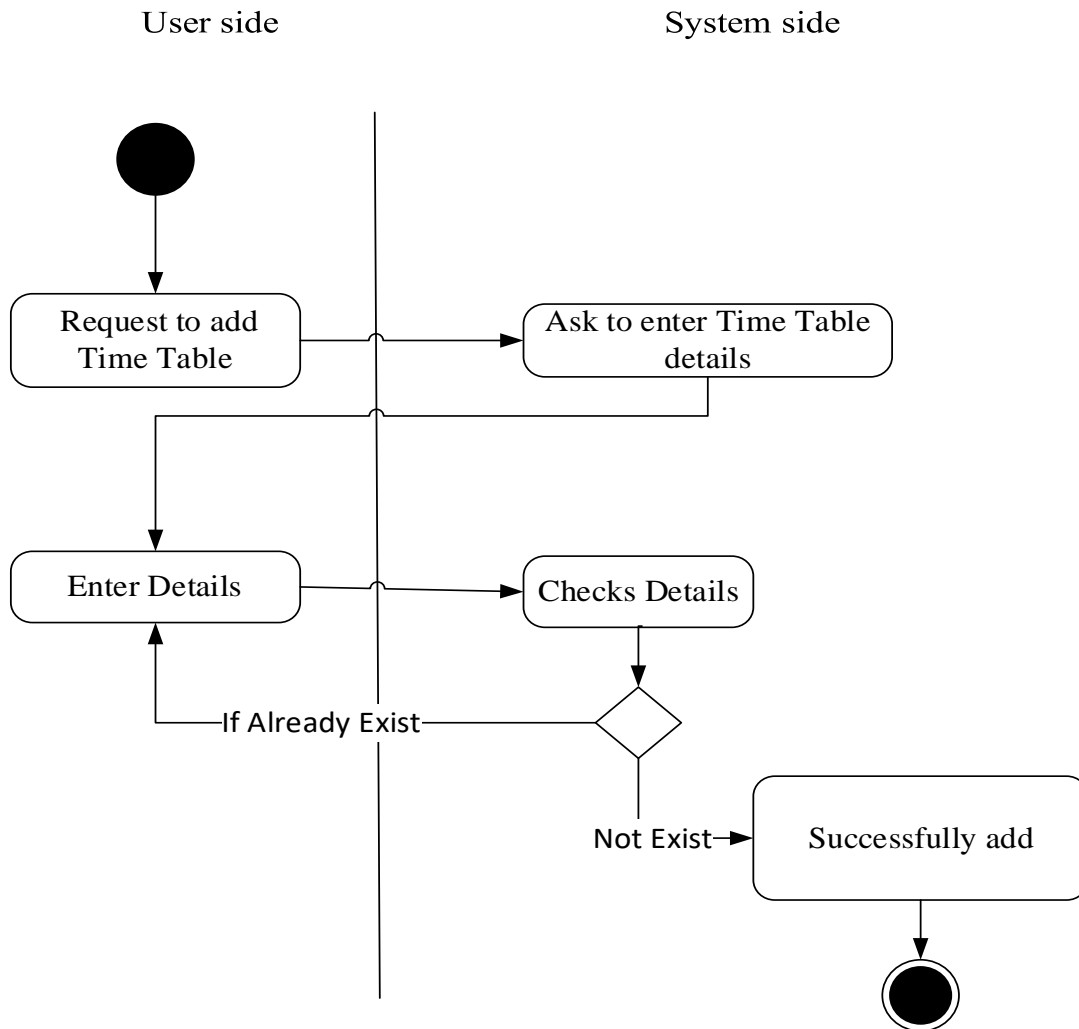 User side
System side
Request to add
Time Table
Ask to enter Time Table
details
Enter Details
Checks Details
If Already Exist
Not Exist
Successfully add